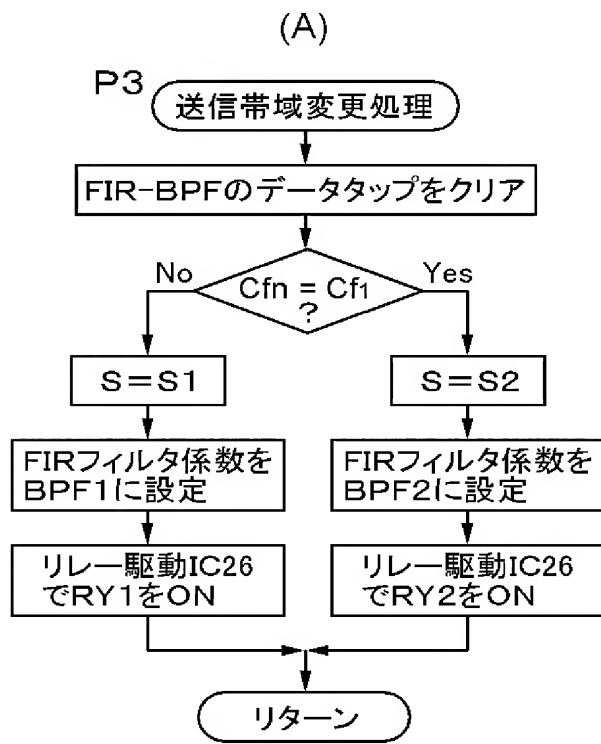 (A)
P3
送信帯域変更処理
FIR-BPFのデータタップをクリア
No
Cfn = Cf1
?
Yes
S=S1
S=S2
FIRフィルタ係数を
BPF1に設定
FIRフィルタ係数を
BPF2に設定
リレー駆動IC26
でRY1をON
リレー駆動IC26
でRY2をON
リターン